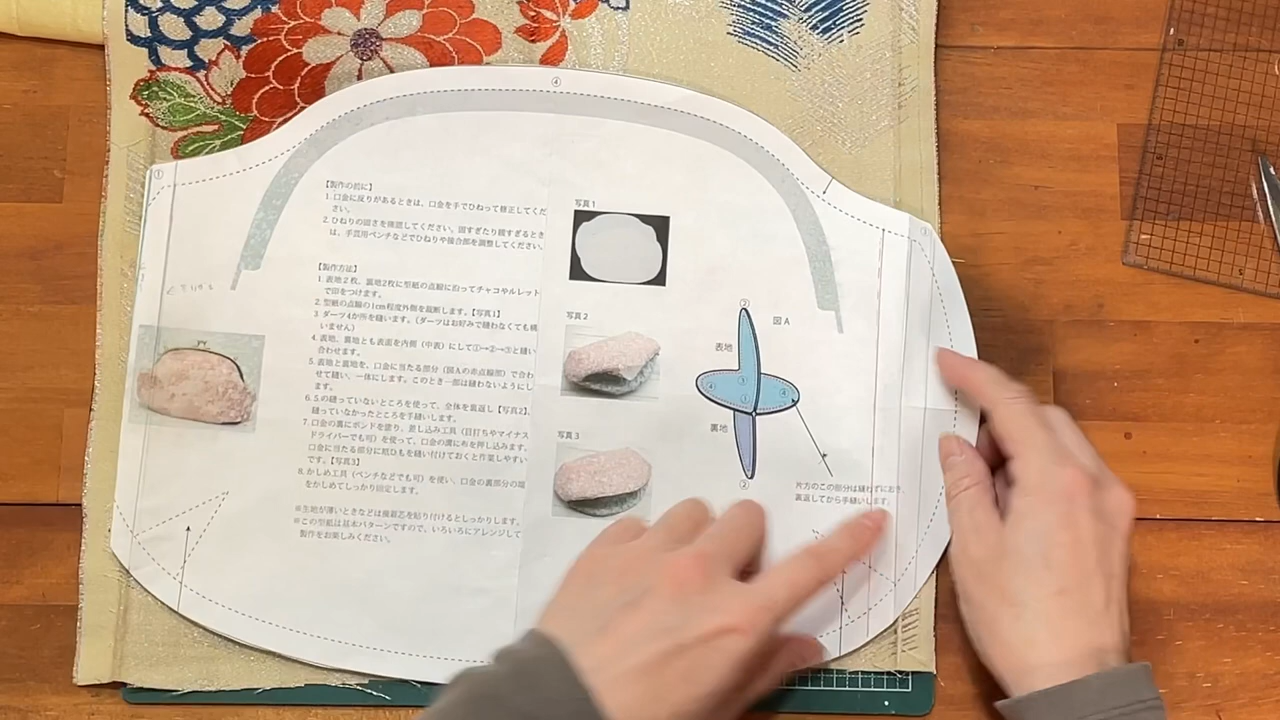 ④
①
③
【製作の前に】
1. 口金に反りがあるときは、口金を手でひねって修正してくだ
さい。
2. ひねりの固さを確認してください。固すぎたり緩すぎるとき
は、手芸用ペンチなどでひねりや接合部を調整してください。
【製作方法】
1. 表地2枚、裏地2枚に型紙の点線に沿ってチャコやルレット
で印をつけます。
2. 型紙の点線の1cm程度外側を裁断します。【写真1】
3. ダーツ4か所を縫います。（ダーツはお好みで縫わなくても構
いません）
4. 表地、裏地とも表面を内側（中表）にして①→②→③と縫い
合わせます。
5. 表地と裏地を、口金に当たる部分（図Aの赤点線部）で合わ
せて縫い、一体にします。このとき一部は縫わないようにし
ます。
6. 5.の縫っていないところを使って、全体を裏返し【写真2】、
縫っていなかったところを手縫いします。
7. 口金の裏にボンドを塗り、差し込み工具（目打ちやマイナス
ドライバーでも可）を使って、口金の溝に布を押し込みます。
口金に当たる部分に紙ひもを縫い付けておくと作業しやすい
です。【写真3】
8. かしめ工具（ペンチなどでも可）を使い、口金の裏部分の端
をかしめてしっかり固定します。
※生地が薄いときなどは接着芯を貼り付けるとしっかりします。
※この型紙は基本パターンですので、いろいろにアレンジして
製作をお楽しみください。
写真1
写真2
写真3
図A
②
表地
④
③
④
①
裏地
②
片方のこの部分は縫わずにおき、
裏返してから手縫いします。